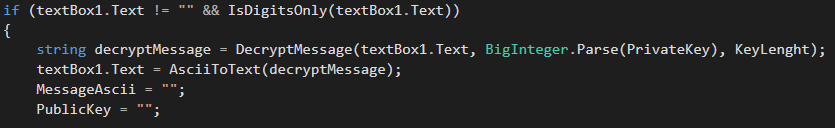 if (textBox1.Text != "" && IsDigitsOnly(textBox1.Text))
{
string decryptMessage = DecryptMessage(textBox1.Text, BigInteger.Parse(PrivateKey), KeyLenght);
textBox1.Text = AsciiToText(decryptMessage);
MessageAscii = "";
PublicKey = "";